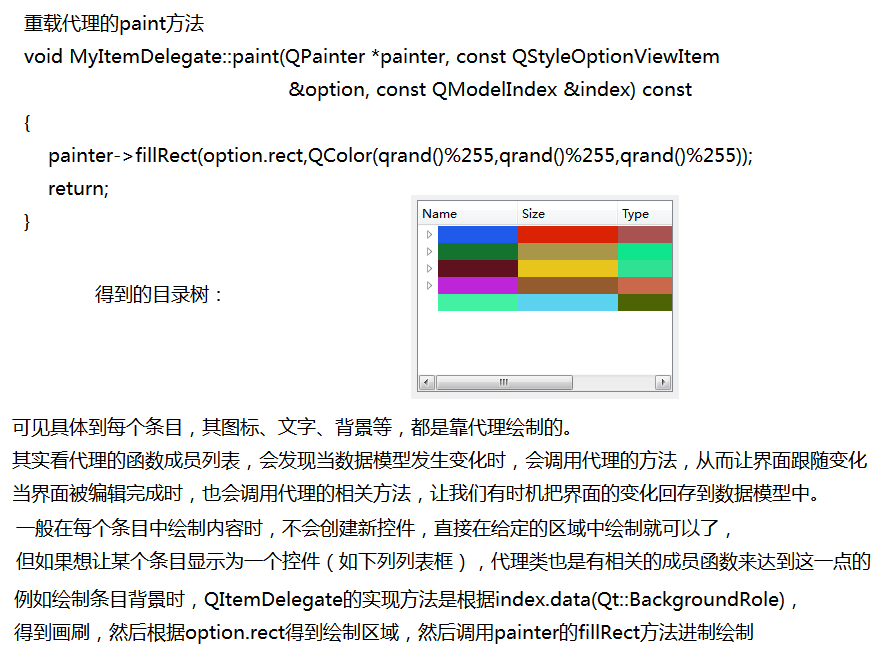 重载代理的paint方法
void MyItemDelegate::paint(QPainter *painter, const QStyleOptionViewItem
&option, const QModelIndex &index) const
{
painter->fillRect(option.rect,QColor(qrand()%255,qrand()%255,qrand()%255));
return;
}
Name Size Type
得到的目录树：
可见具体到每个条目，其图标、文字、背景等，都是靠代理绘制的。
其实看代理的函数成员列表，会发现当数据模型发生变化时，会调用代理的方法，从而让界面跟随变化
当界面被编辑完成时，也会调用代理的相关方法，让我们有时机把界面的变化回存到数据模型中。
一般在每个条目中绘制内容时，不会创建新控件，直接在给定的区域中绘制就可以了，
但如果想让某个条目显示为一个控件（如下列列表框），代理类也是有相关的成员函数来达到这一点的
例如绘制条目背景时，QItemDelegate的实现方法是根据index.data(Qt::BackgroundRole)，
得到画刷，然后根据option.rect得到绘制区域，然后调用painter的fillRect方法进制绘制